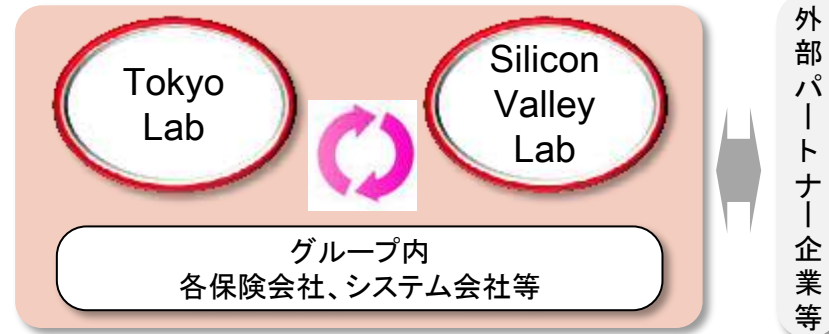 Tokyo
Lab
Silicon
Valley
Lab
グループ内
各保険会社、システム会社等
外部パートナー企業等